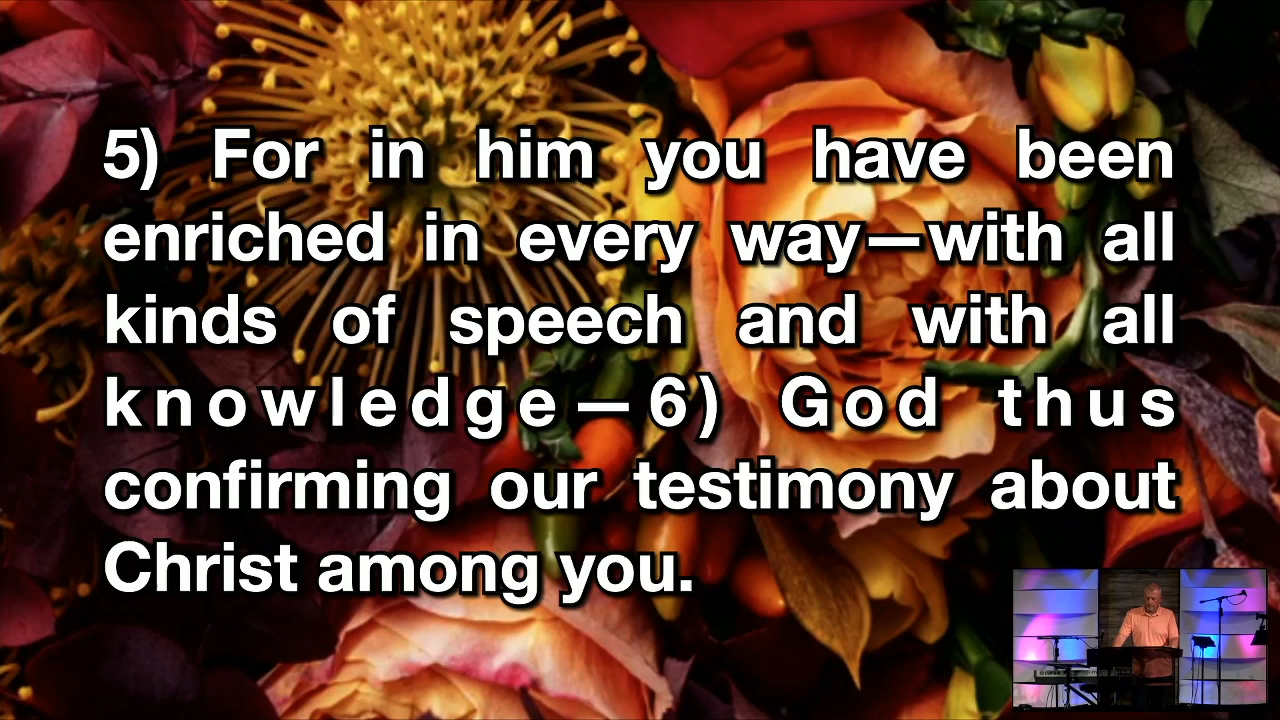 5) For in him you have been
enriched in every way—with all
kinds of speech and with all
knowledge—6) God thus
confirming our testimony about
Christ among you.